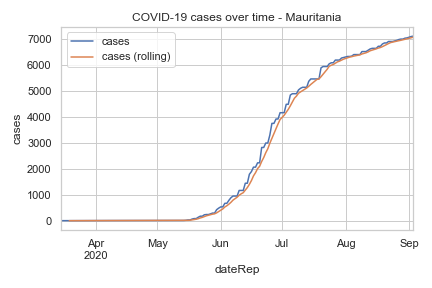 COVID-19 cases over time - Mauritania
cases
cases (rolling)
7000
6000
5000
4000
3000
2000
1000
0
cases
Apr
2020
May
Jun
Jul
Aug
Sep
dateRep